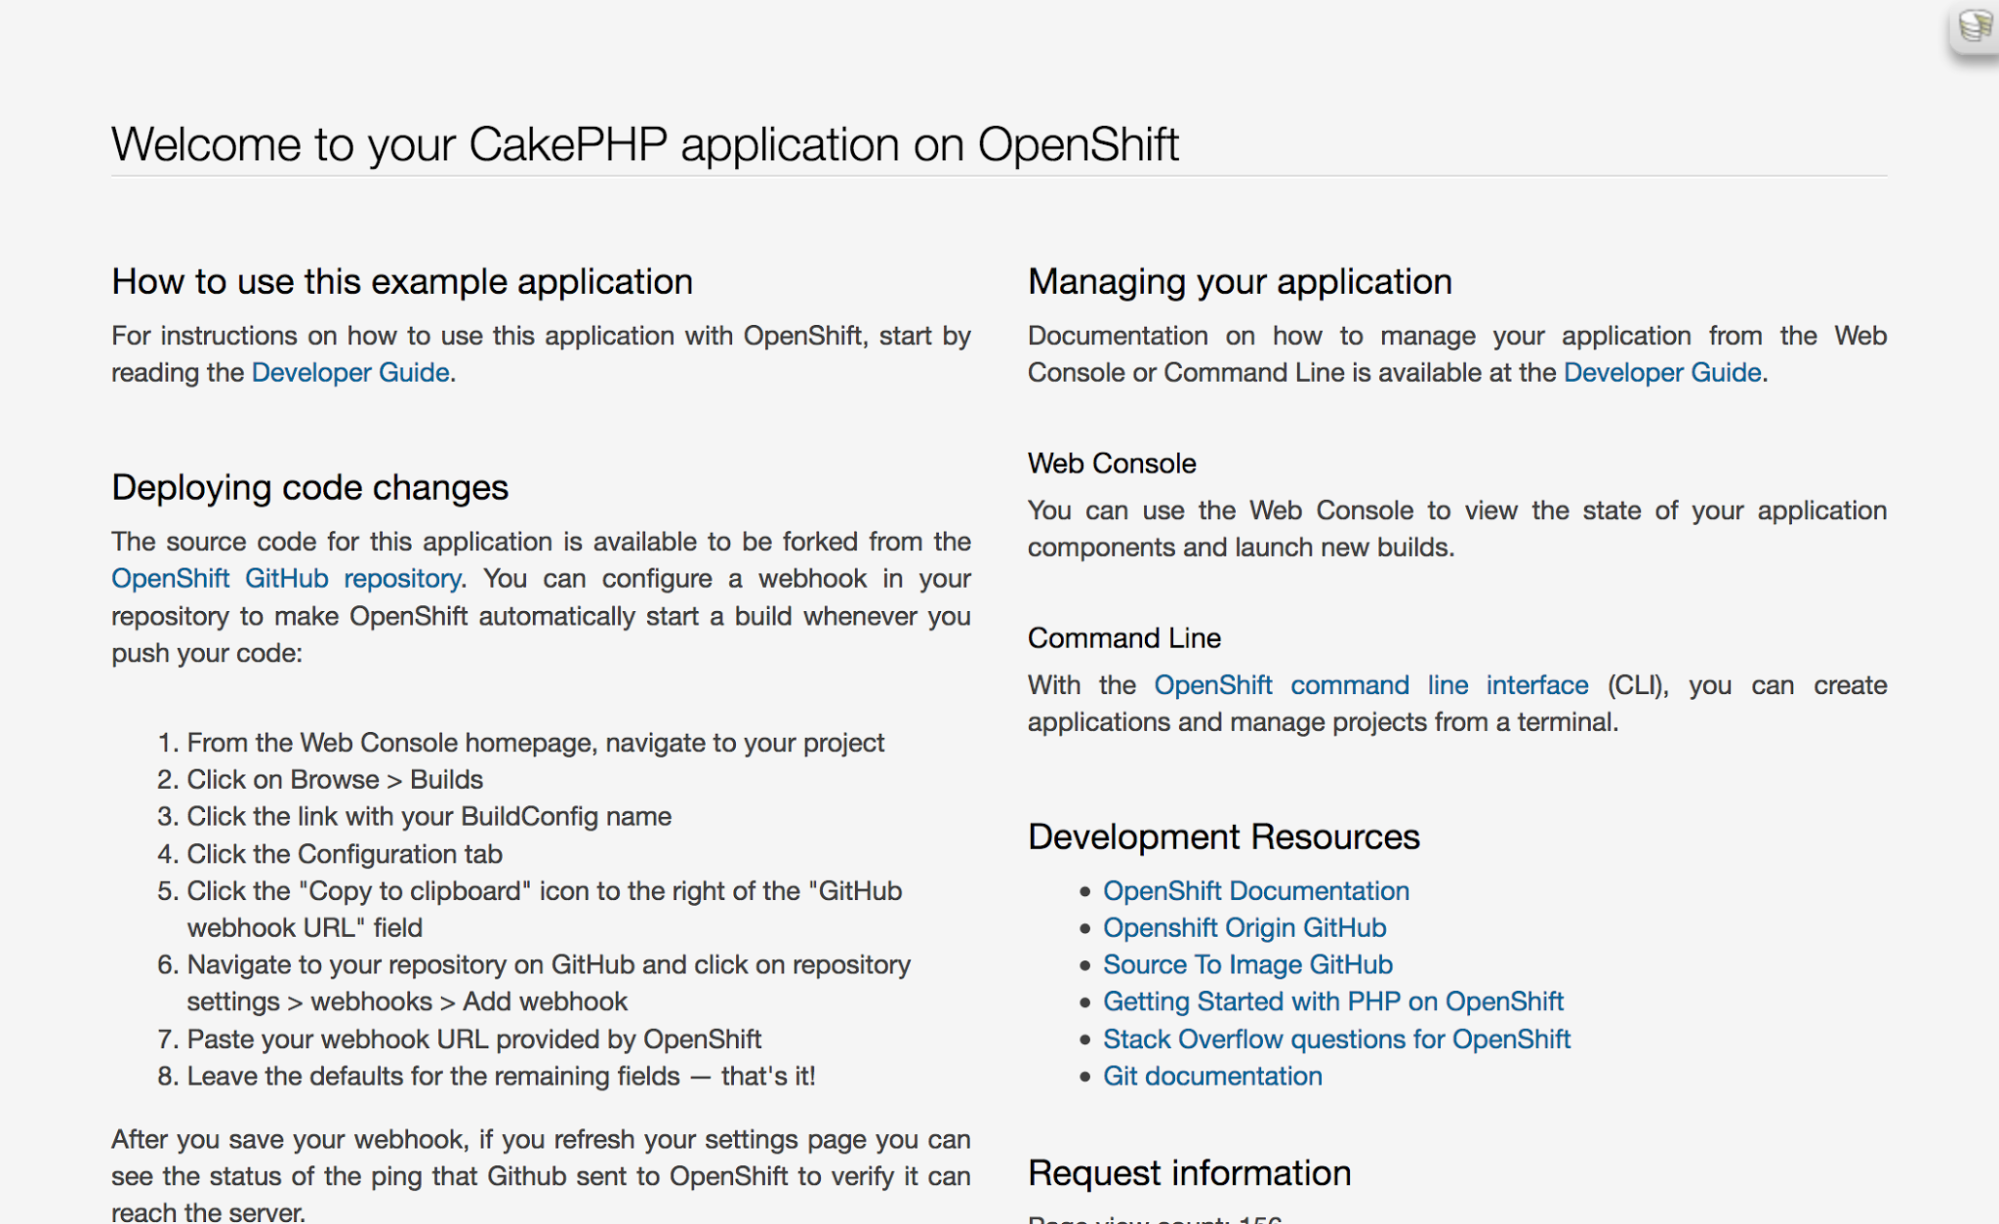 Welcome to your CakePHP application on OpenShift
How to use this example application
For instructions on how to use this application with OpenShift, start by
reading the Developer Guide.
Deploying code changes
The source code for this application is available to be forked from the
OpenShift GitHub repository. You can configure a webhook in your
repository to make OpenShift automatically start a build whenever you
push your code:
1. From the Web Console homepage, navigate to your project
2. Click on Browse > Builds
3. Click the link with your BuildConfig name
4. Click the Configuration tab
5. Click the "Copy to clipboard" icon to the right of the "GitHub
webhook URL" field
6. Navigate to your repository on GitHub and click on repository
settings > webhooks > Add webhook
7. Paste your webhook URL provided by OpenShift
8. Leave the defaults for the remaining fields — that's it!
After you save your webhook, if you refresh your settings page you can
see the status of the ping that Github sent to OpenShift to verify it can
reach the server.
Managing your application
Documentation on how to manage your application from the Web
Console or Command Line is available at the Developer Guide.
Web Console
You can use the Web Console to view the state of your application
components and launch new builds.
Command Line
With the OpenShift command line interface (CLI), you can create
applications and manage projects from a terminal.
Development Resources
• OpenShift Documentation
• Openshift Origin GitHub
• Source To Image GitHub
• Getting Started with PHP on OpenShift
• Stack Overflow questions for OpenShift
• Git documentation
Request information
Page view count: 156